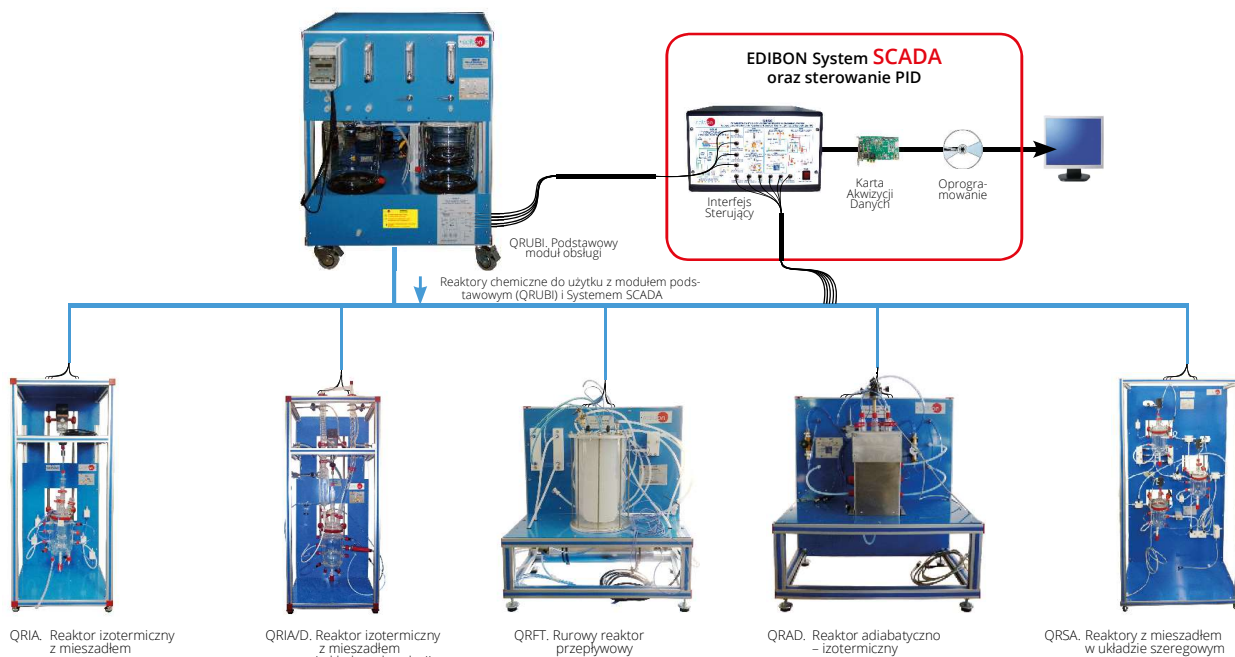 EDIBON System SCADA
oraz sterowanie PID
Interfejs
Sterujący
Karta
Akwizycji
Danych
Oprogra-
mowanie
QRUBI. Podstawowy
moduł obsługi
Reaktory chemiczne do użytku z modułem pods-
tawowym (QRUBI) i Systemem SCADA
QRIA. Reaktor izotermiczny
z mieszadłem
QRIA/D. Reaktor izotermiczny
z mieszadłem
QRFT. Rurowy reaktor
przepływowy
QRAD. Reaktor adiabatyczno
– izotermiczny
QRSA. Reaktory z mieszadłem
w układzie szeregowym